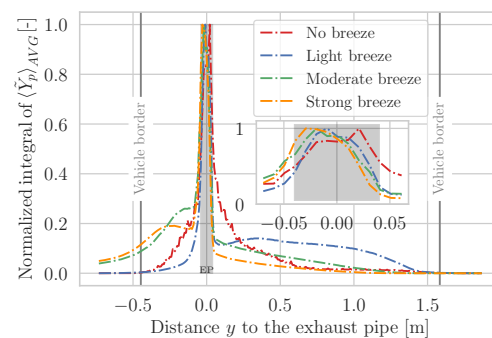 Normalized integral of ⟨Ỹ_p⟩_AVG [-]
1.0
0.8
0.6
0.4
0.2
0.0
Vehicle border
Vehicle border
No breeze
Light breeze
Moderate breeze
Strong breeze
1
0
−0.05 0.00 0.05
EP
−0.5 0.0 0.5 1.0 1.5
Distance y to the exhaust pipe [m]